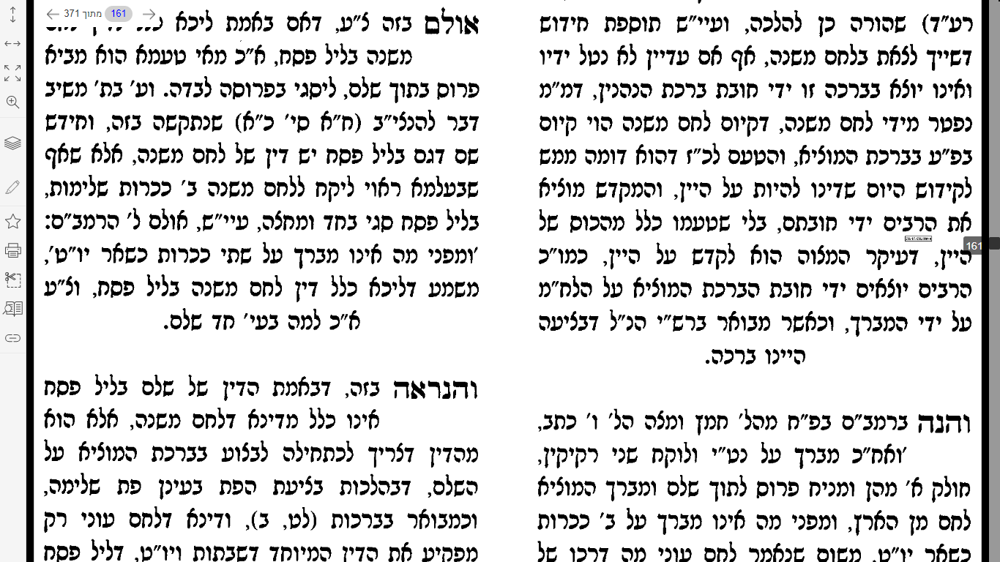 161 מתוך 371
רע״ד) שהורה כן להלכה, ועיי״ש תוספת חידוש
דשייך לצאת בלחם משנה, אף אם עדיין לא נטל ידיו
ואינו יוצא בברכה זו ידי חובת ברכת הנהנין, דמ״מ
נפטר מידי לחם משנה, דקיום לחם משנה הוי קיום
בפ״ע בברכת המוציא, והטעם לכ״ז דהוא דומה ממש
לקידוש היום שדינו להיות על היין, והמקדש מוציא
את הרבים ידי חובתם, בלי שטעמו כלל מהכוס של
היין, דעיקר המצוה הוא לקדש על היין, כמו״כ
הרבים יוצאים ידי חובת הברכת המוציא על הלח״מ
על ידי המברך, וכאשר מבואר ברש״י הנ״ל דבציעה
היינו ברכה.
והנה ברמב״ם בפ״ח מהל׳ חמץ ומצה הל׳ ו׳ כתב,
׳ואח״כ מברך על נט״י ולוקח שני רקיקין,
חולק א׳ מהן ומניח פרוס לתוך שלם ומברך המוציא
לחם מן הארץ, ומפני מה אינו מברך על ב׳ ככרות
כשאר יו״ט, משום שנאמר לחם עוני מה דרכו של
אולם בזה צ״ע, דאם באמת ליכא
משנה בליל פסח, א״כ מאי טעמא הוא מביא
פרוס בתוך שלם, ליסגי בפרוסה לבדה. וע׳ בת׳ משיב
דבר להנצי״ב (ח״א סי׳ כ״א) שנתקשה בזה, וחידש
שם דגם בליל פסח יש דין של לחם משנה, אלא שאף
שבעלמא ראוי ליקח ללחם משנה ב׳ ככרות שלימות,
בליל פסח סגי בחד ומחצה, עיי״ש, אולם ל׳ הרמב״ם:
׳ומפני מה אינו מברך על שתי ככרות כשאר יו״ט׳,
משמע דליכא כלל דין לחם משנה בליל פסח, וצ״ע
א״כ למה בעי׳ חד שלם.
והנראה בזה, דבאמת הדין של שלם בליל פסח
אינו כלל מדינא דלחם משנה, אלא הוא
מהדין דצריך לכתחילה לבצוע בברכת המוציא על
השלם, דבהלכות בציעת הפת בעינן פת שלימה,
וכמבואר בברכות (לט, ב), ודינא דלחם עוני רק
מפקיע את הדין המיוחד דשבתות ויו״ט, דליל פסח
161